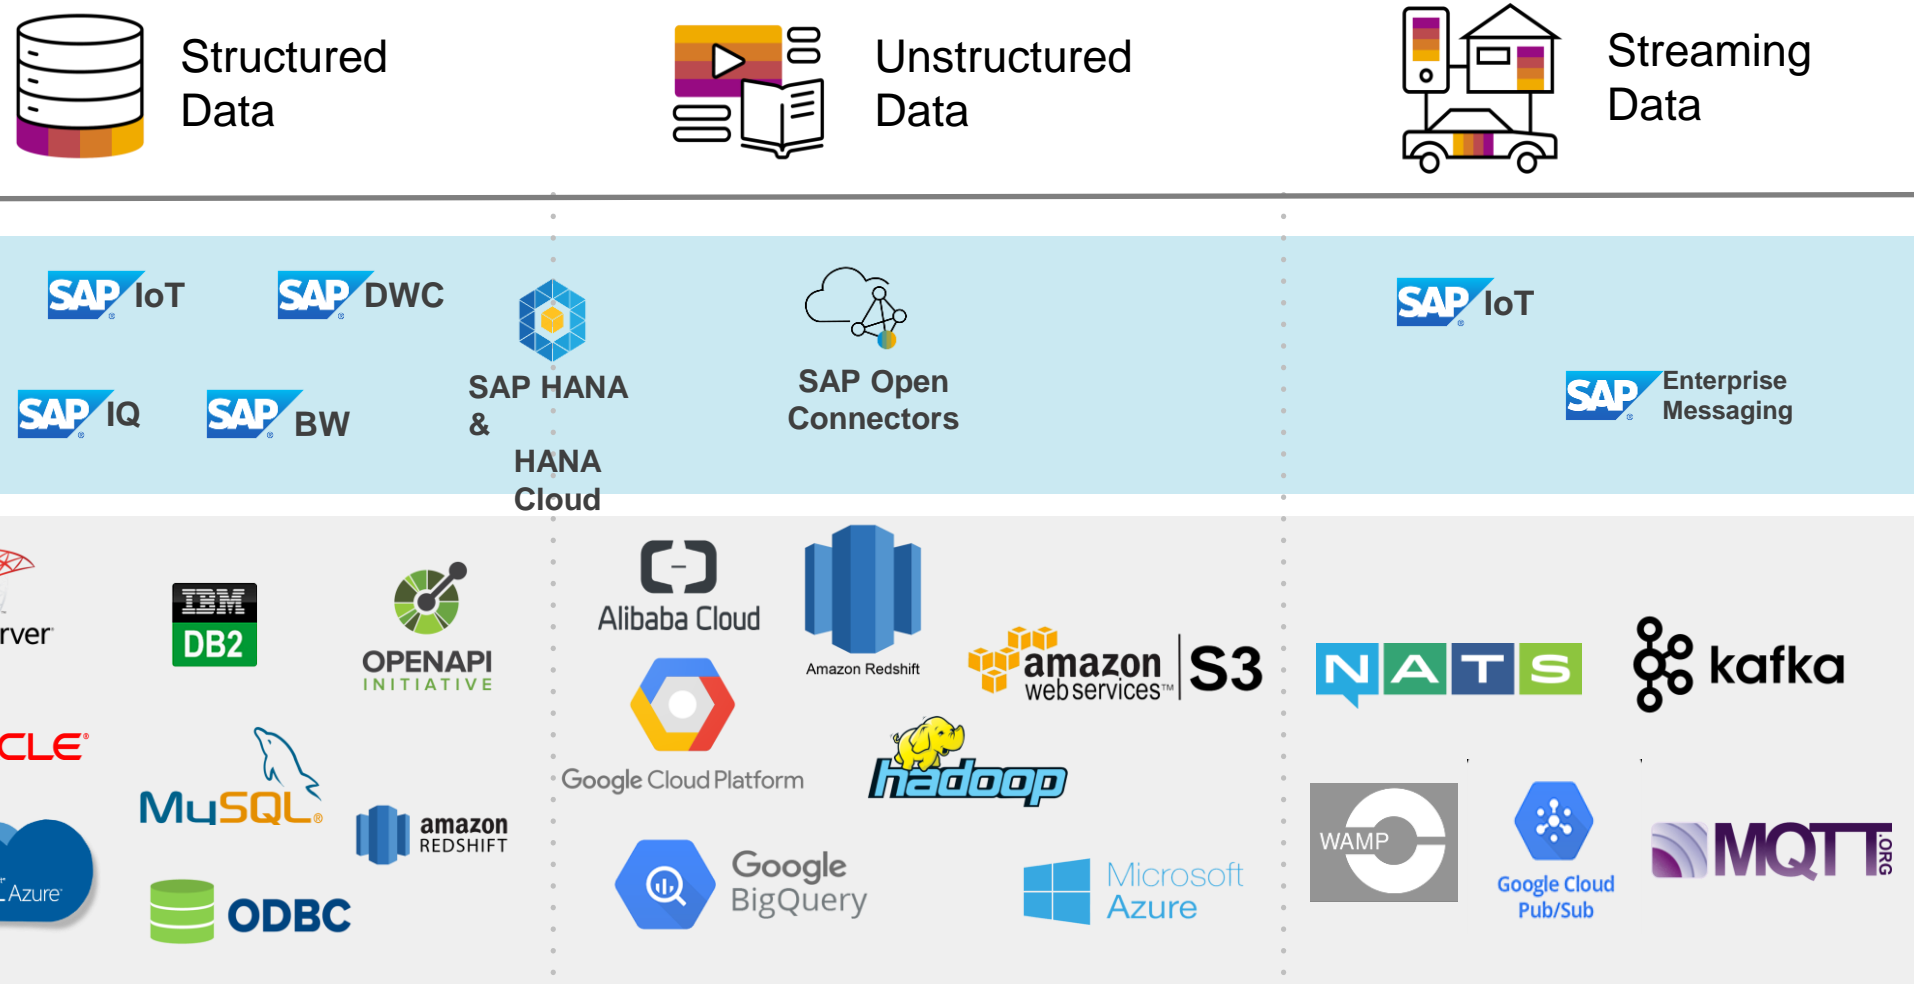 Structured
Data
Unstructured
Data
Streaming
Data
SAP IoT
SAP DWC
SAP IQ
SAP BW
SAP HANA
&
HANA
Cloud
SAP Open
Connectors
SAP IoT
SAP Enterprise
Messaging
rver
IBM
DB2
OPENAPI
INITIATIVE
CLE®
MySQL®
amazon
REDSHIFT
Azure
ODBC
Alibaba Cloud
Amazon Redshift
amazon
web services™
S3
Google Cloud Platform
hadoop
Google
BigQuery
Microsoft
Azure
NATS
kafka
WAMP
Google Cloud
Pub/Sub
MQTT.ORG